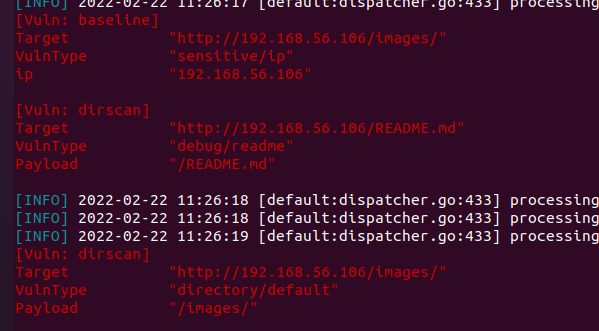 [INFO] 2022-02-22 11:26:17 [default:dispatcher.go:433] processing
[Vuln: baseline]
Target "http://192.168.56.106/images/"
VulnType "sensitive/ip"
ip "192.168.56.106"
[Vuln: dirscan]
Target "http://192.168.56.106/README.md"
VulnType "debug/readme"
Payload "/README.md"
[INFO] 2022-02-22 11:26:18 [default:dispatcher.go:433] processing
[INFO] 2022-02-22 11:26:18 [default:dispatcher.go:433] processing
[INFO] 2022-02-22 11:26:19 [default:dispatcher.go:433] processing
[Vuln: dirscan]
Target "http://192.168.56.106/images/"
VulnType "directory/default"
Payload "/images/"